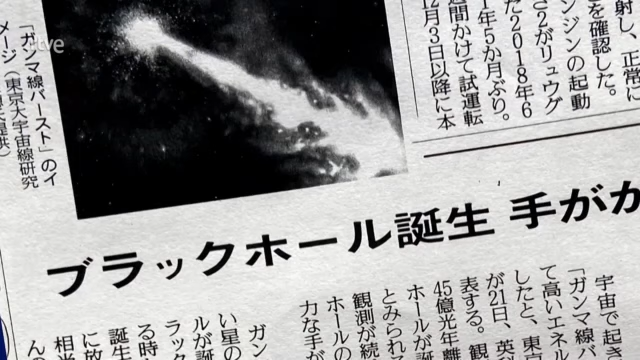 tve
「ガンマ線バースト」のイ
メージ（東京大宇宙線研究
射し、正常に
を確認した。
ンジンの起動
さ2がリュウグ
た2018年6
1年5か月ぶり。
週間かけて試運転
12月3日以降に本
ブラックホール誕生 手がか
宇宙で起き
「ガンマ線バ
て高いエネル
したと、東京
が21日、英
表する。観
45億光年離
ホールが誕
とみられる
観測が続
ホールの
力な手が
ガン
い星の
ルが誕
ラック
る時
誕生
に放
相当